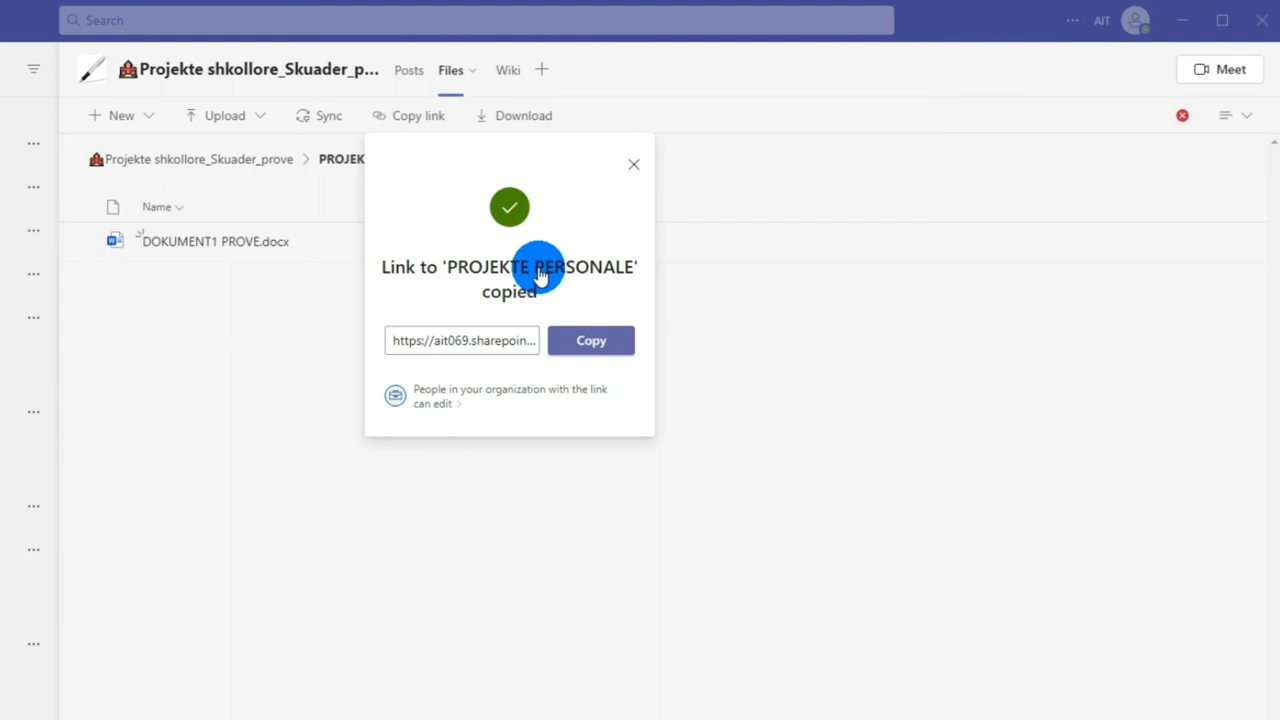 Search
AIT
Projekte shkollore_Skuader_p...
Posts
Files
Wiki
Meet
New
Upload
Sync
Copy link
Download
Projekte shkollore_Skuader_prove > PROJEK
Name
DOKUMENT1 PROVE.docx
Link to 'PROJEKTE PERSONALE'
copied
https://ait069.sharepoin...
Copy
People in your organization with the link
can edit >